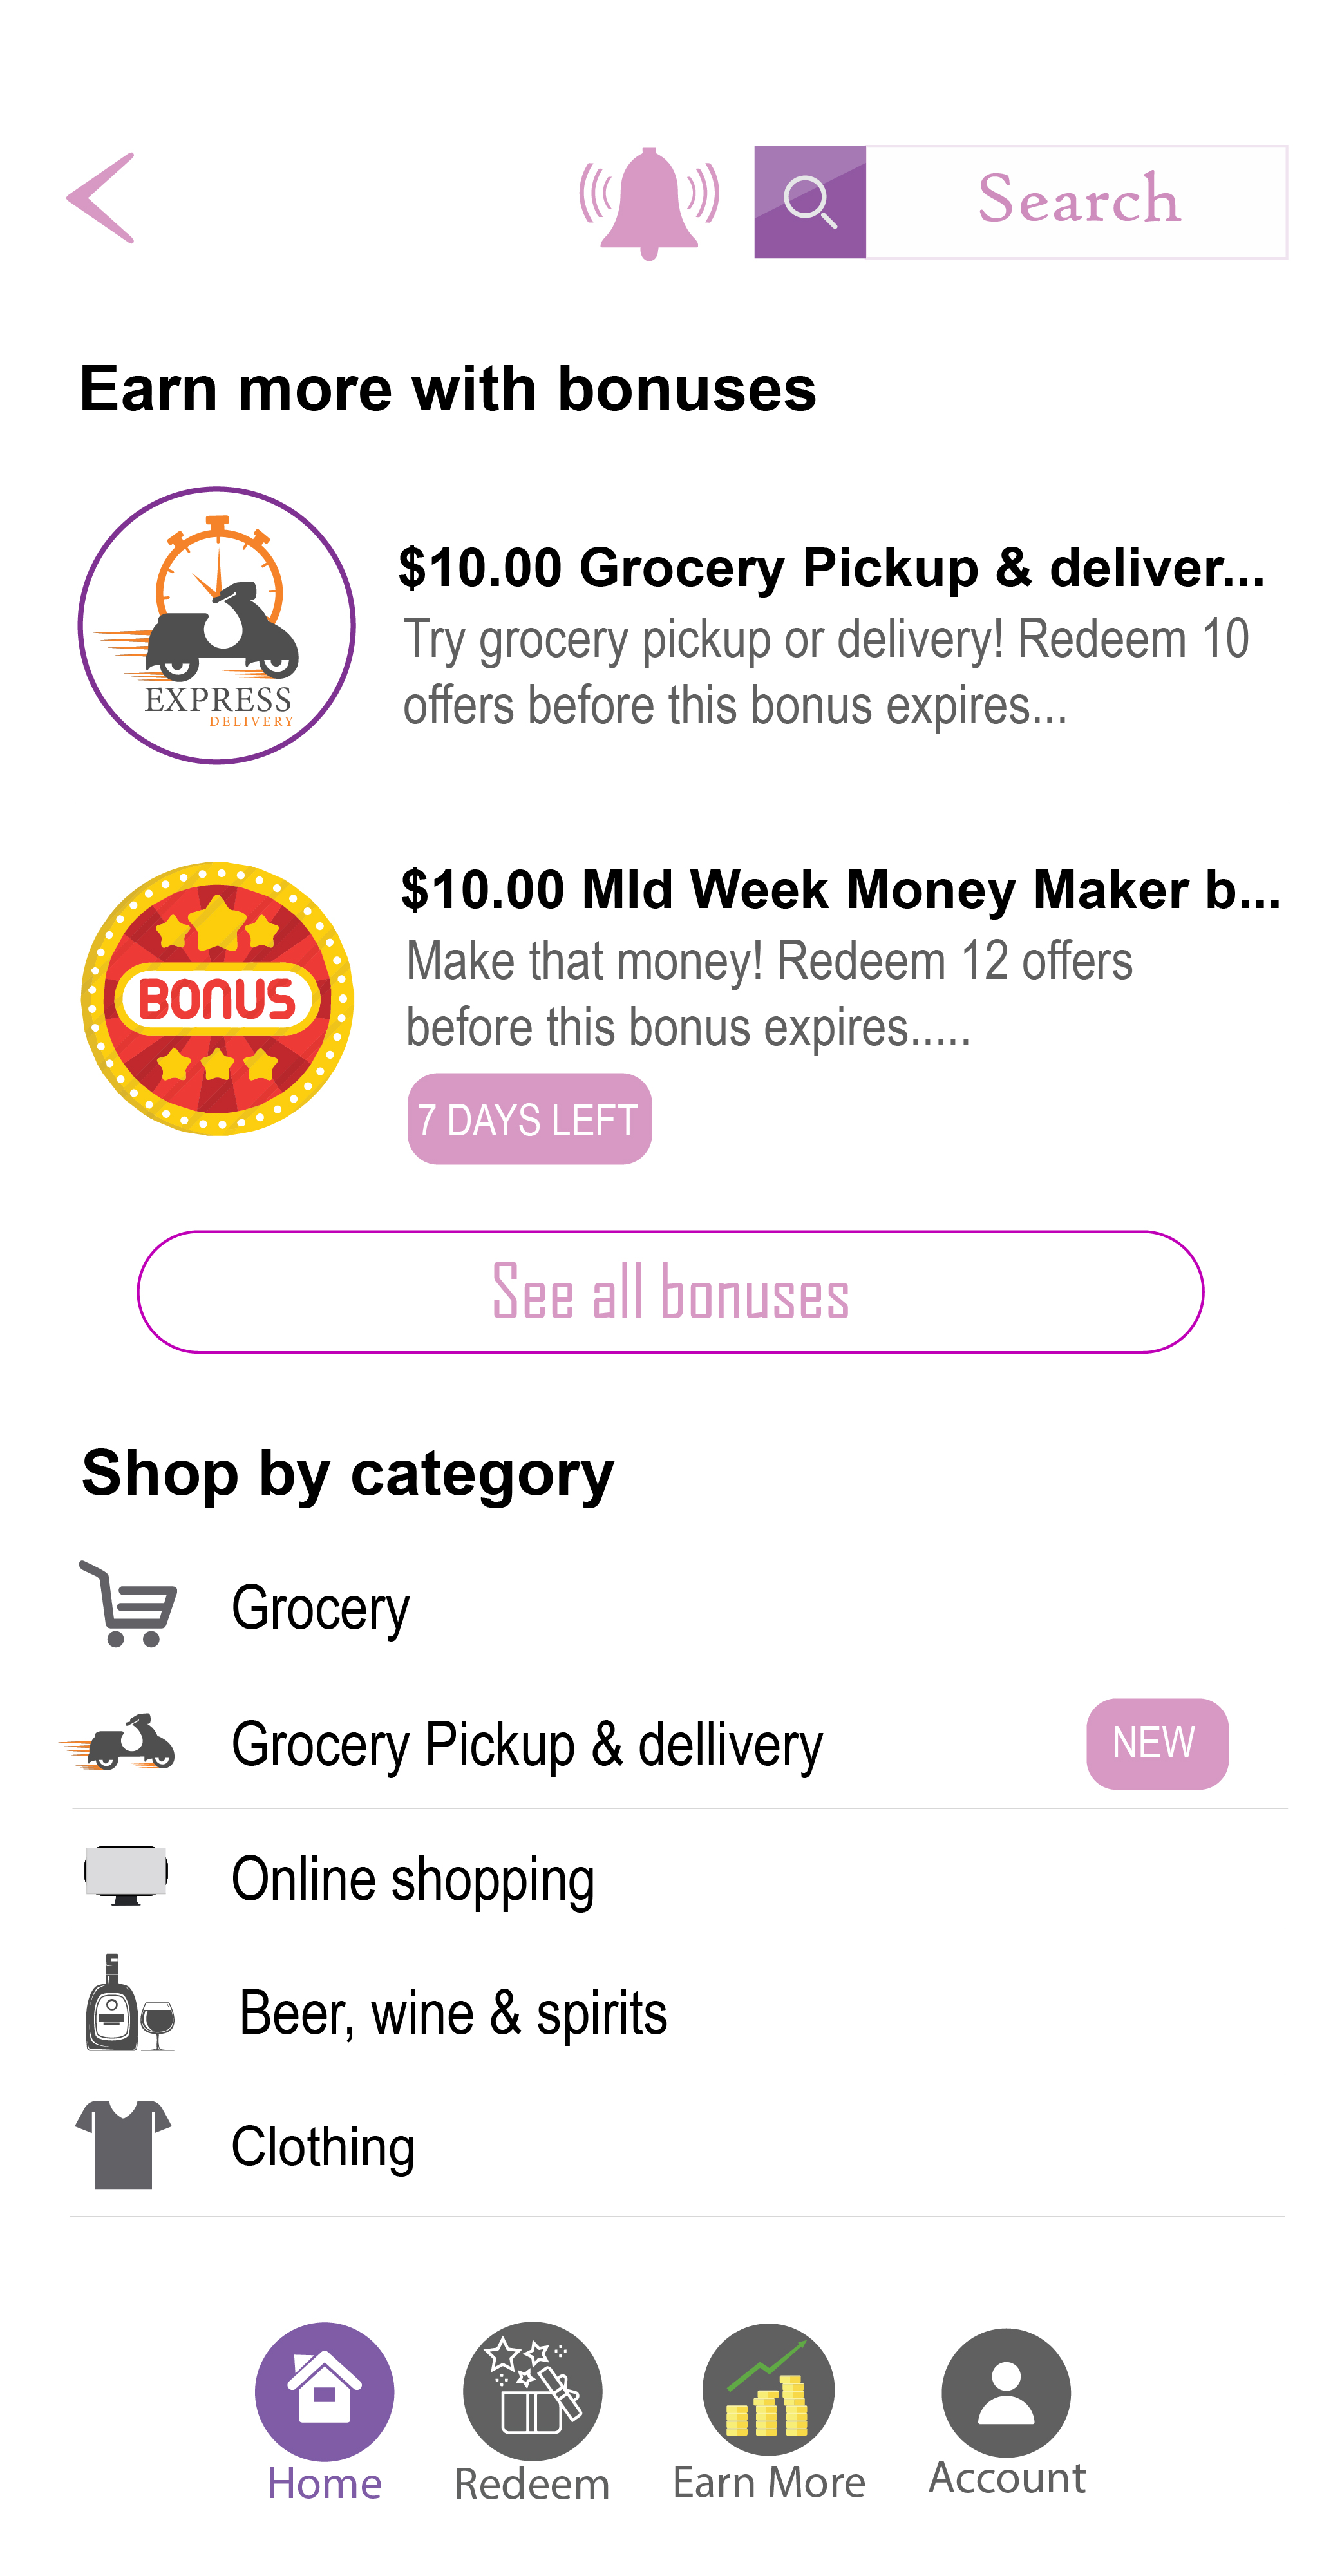 Search
Earn more with bonuses
EXPRESS
DELIVERY
$10.00 Grocery Pickup & deliver...
Try grocery pickup or delivery! Redeem 10
offers before this bonus expires...
BONUS
$10.00 MId Week Money Maker b...
Make that money! Redeem 12 offers
before this bonus expires.....
7 DAYS LEFT
See all bonuses
Shop by category
Grocery
Grocery Pickup & dellivery
NEW
Online shopping
Beer, wine & spirits
Clothing
Home
Redeem
Earn More
Account